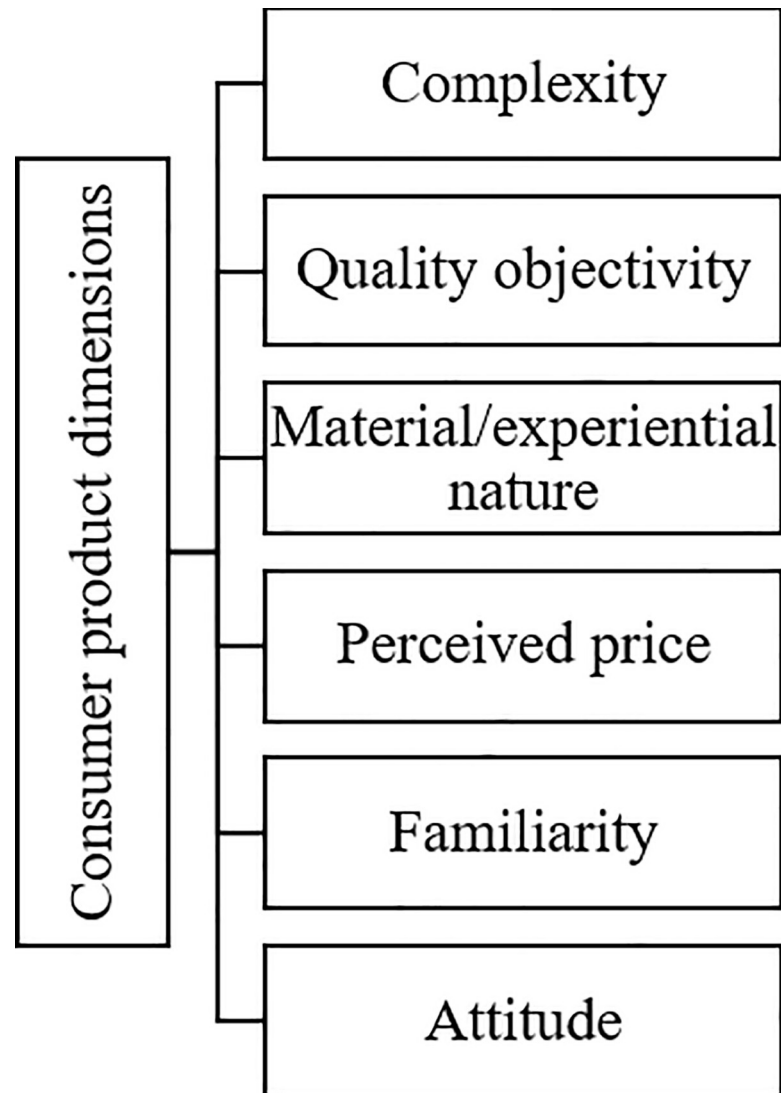 Consumer product dimensions
Complexity
Quality objectivity
Material/experiential
nature
Perceived price
Familiarity
Attitude